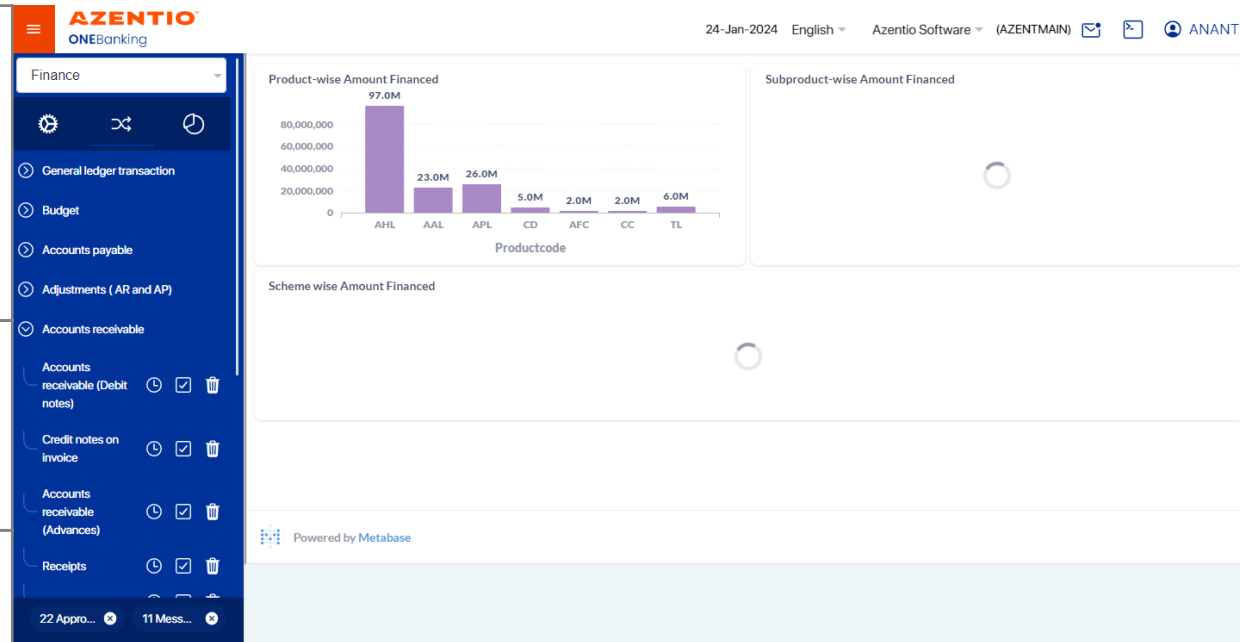 AZENTIO™
ONEBanking
24-Jan-2024 English Azentio Software (AZENTMAIN) ANANT
Finance
General ledger transaction
Budget
Accounts payable
Adjustments ( AR and AP)
Accounts receivable
Accounts
receivable (Debit
notes)
Credit notes on
invoice
Accounts
receivable
(Advances)
Receipts
22 Appro...
11 Mess...
Product-wise Amount Financed
97.0M
80,000,000
60,000,000
40,000,000
20,000,000
0
23.0M
26.0M
5.0M
2.0M
2.0M
6.0M
AHL AAL APL CD AFC CC TL
Productcode
Subproduct-wise Amount Financed
Scheme wise Amount Financed
Powered by Metabase